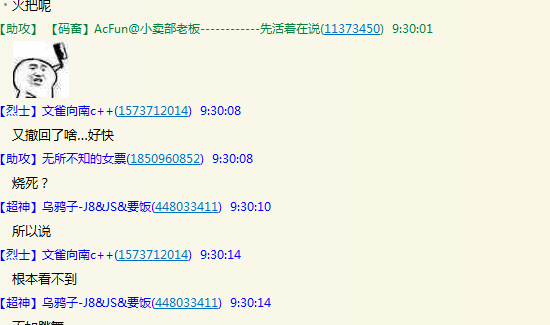 火把呢
【助攻】 【码畜】AcFun@小卖部老板------------先活着在说(11373450) 9:30:01
【烈士】文雀向南c++(1573712014) 9:30:08
又撤回了啥...好快
【助攻】无所不知的女票(1850960852) 9:30:08
烧死？
【超神】乌鸦子-J8&JS&要饭(448033411) 9:30:10
所以说
【烈士】文雀向南c++(1573712014) 9:30:14
根本看不到
【超神】乌鸦子-J8&JS&要饭(448033411) 9:30:14